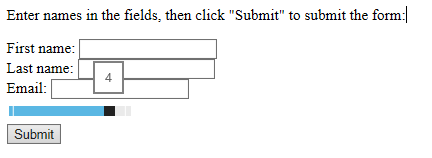 Enter names in the fields, then click "Submit" to submit the form:
First name:
Last name:
4
Email:
Submit